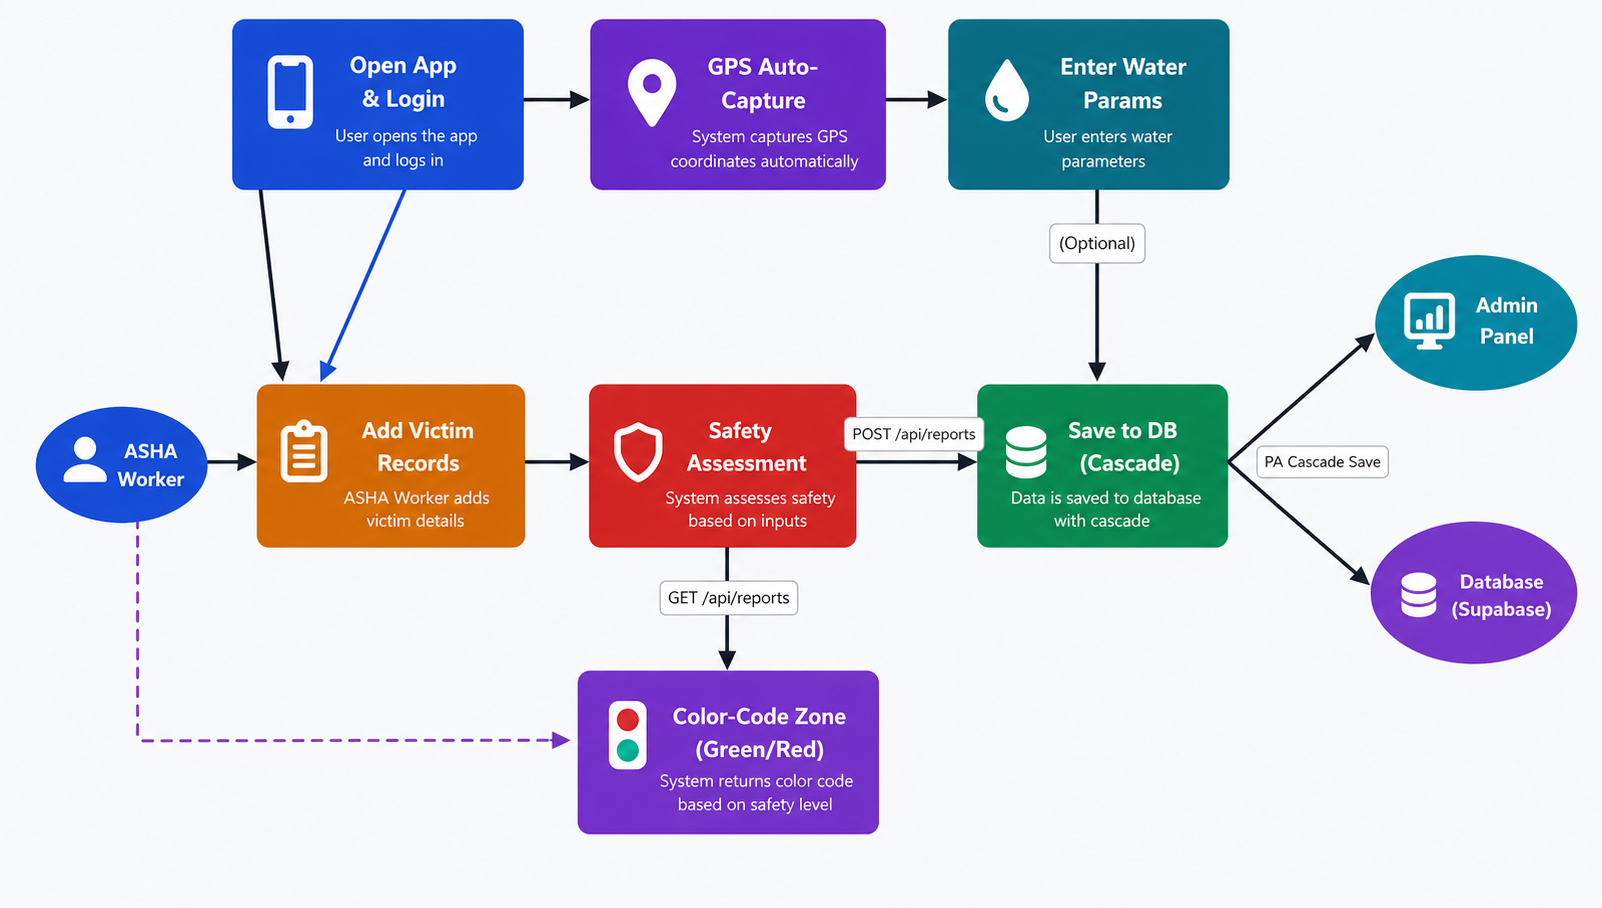 Open App
& Login
User opens the app
and logs in
GPS Auto-
Capture
System captures GPS
coordinates automatically
Enter Water
Params
User enters water
parameters
(Optional)
Admin
Panel
ASHA
Worker
Add Victim
Records
ASHA Worker adds
victim details
Safety
Assessment
System assesses safety
based on inputs
POST /api/reports
Save to DB
(Cascade)
Data is saved to database
with cascade
PA Cascade Save
Database
(Supabase)
GET /api/reports
Color-Code Zone
(Green/Red)
System returns color code
based on safety level